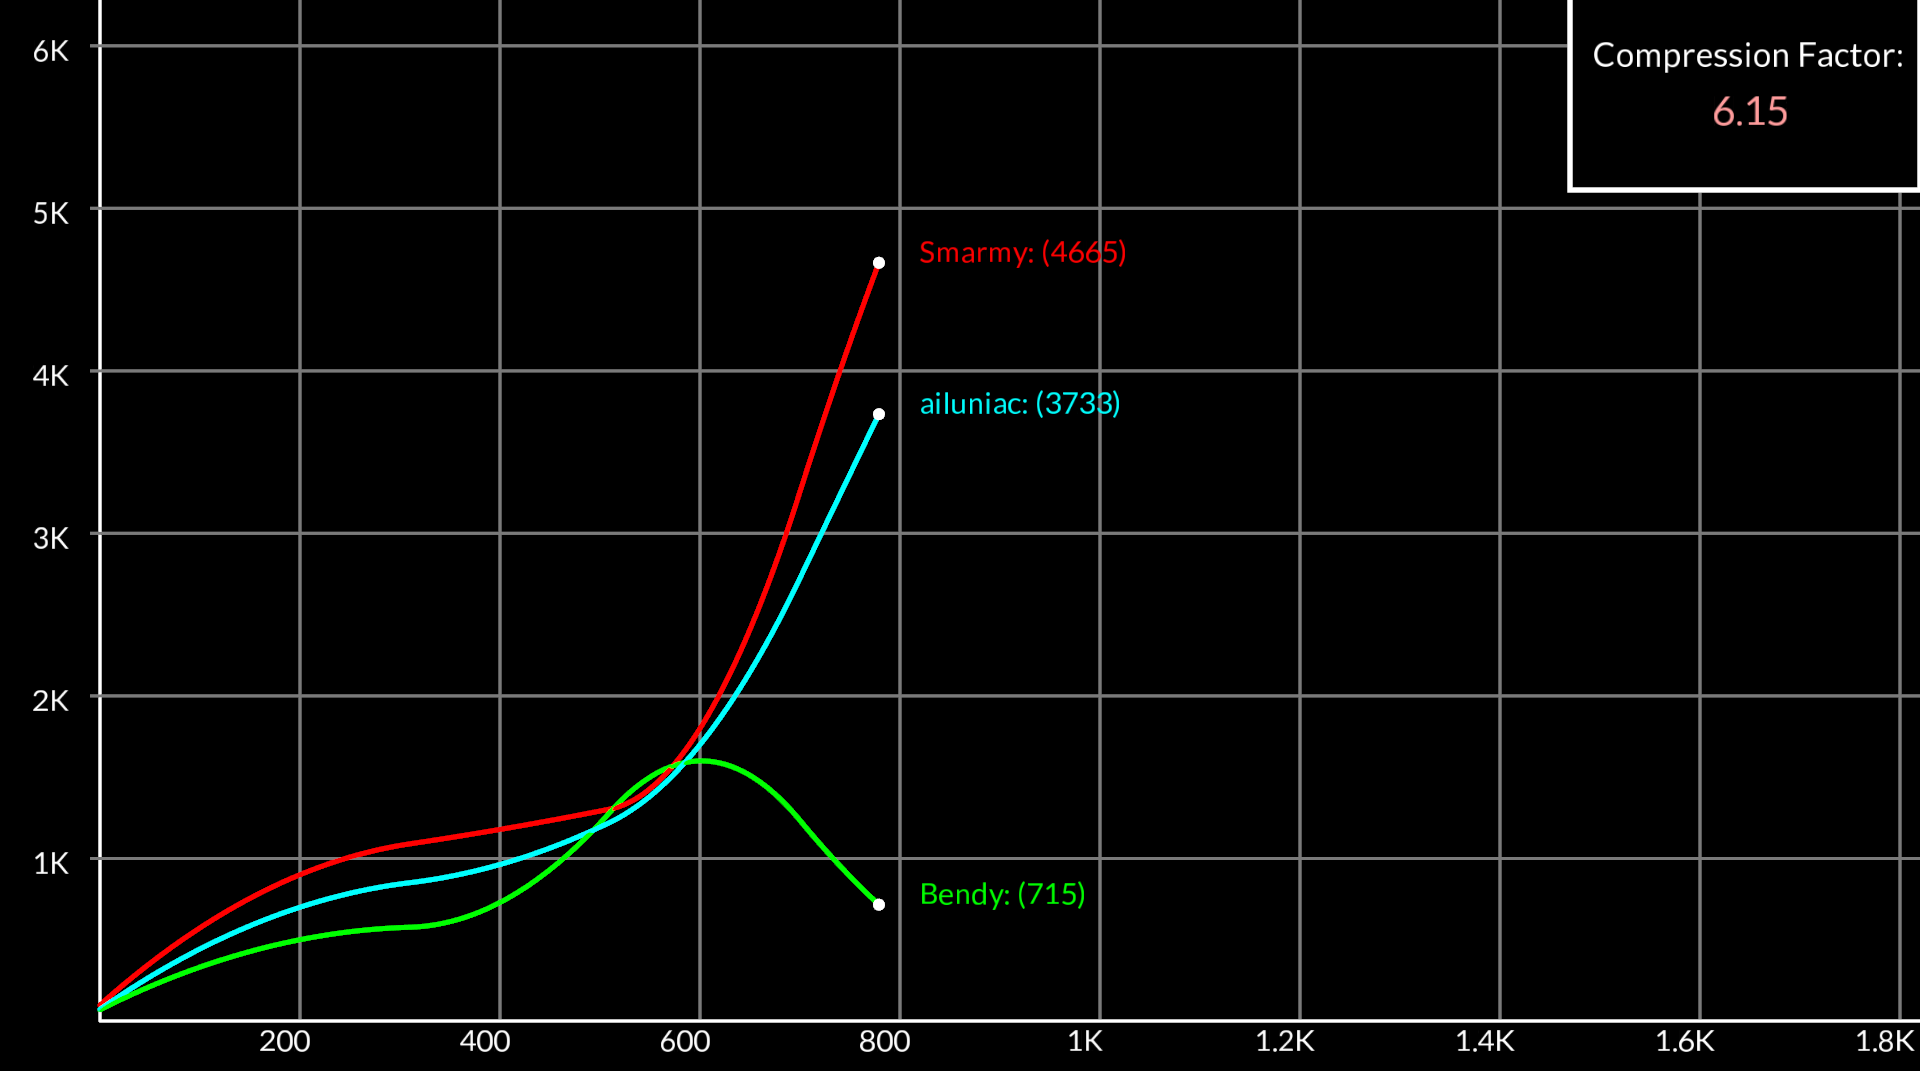 6K
Compression Factor:
6.15
5K
Smarmy: (4665)
4K
ailuniac: (3733)
3K
2K
1K
Bendy: (715)
200 400 600 800 1K 1.2K 1.4K 1.6K 1.8K